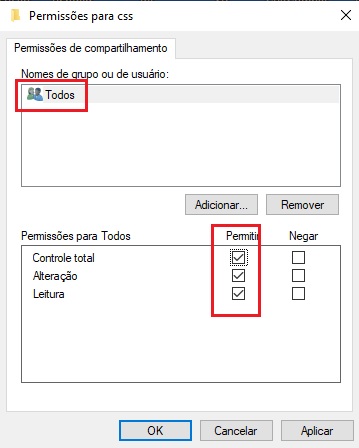 Permissões para css
Permissões de compartilhamento
Nomes de grupo ou de usuário:
Todos
Adicionar... Remover
Permissões para Todos Permitir Negar
Controle total
Alteração
Leitura
OK Cancelar Aplicar